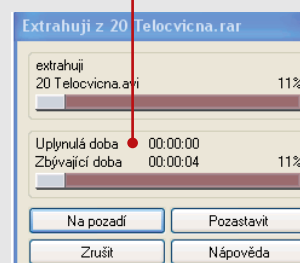 Extrahuji z 20 Telocvicna.rar
extrahuji
20 Telocvicna.avi 11%
Uplynulá doba 00:00:00
Zbývající doba 00:00:04 11%
Na pozadí Pozastavit
Zrušit Nápověda